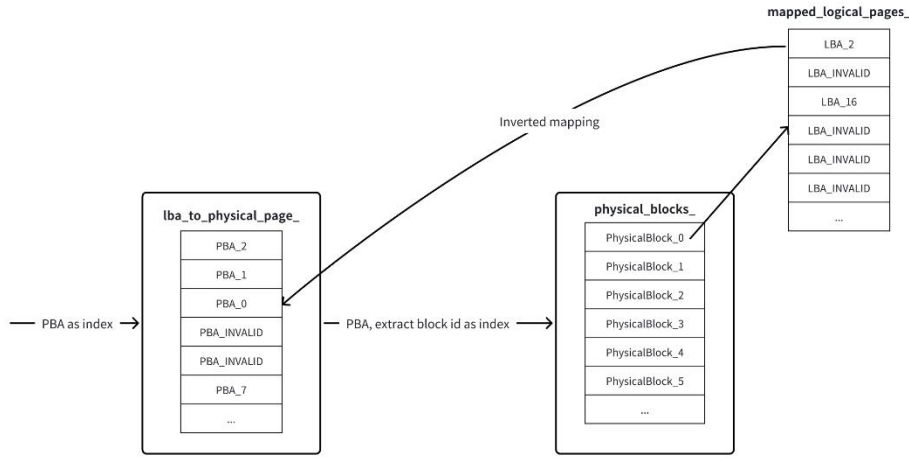 mapped_logical_pages_
LBA_2
LBA_INVALID
LBA_16
LBA_INVALID
LBA_INVALID
LBA_INVALID
...
Inverted mapping
lba_to_physical_page_
PBA_2
PBA_1
PBA_0
PBA_INVALID
PBA_INVALID
PBA_7
...
PBA as index
PBA, extract block id as index
physical_blocks_
PhysicalBlock_0
PhysicalBlock_1
PhysicalBlock_2
PhysicalBlock_3
PhysicalBlock_4
PhysicalBlock_5
...